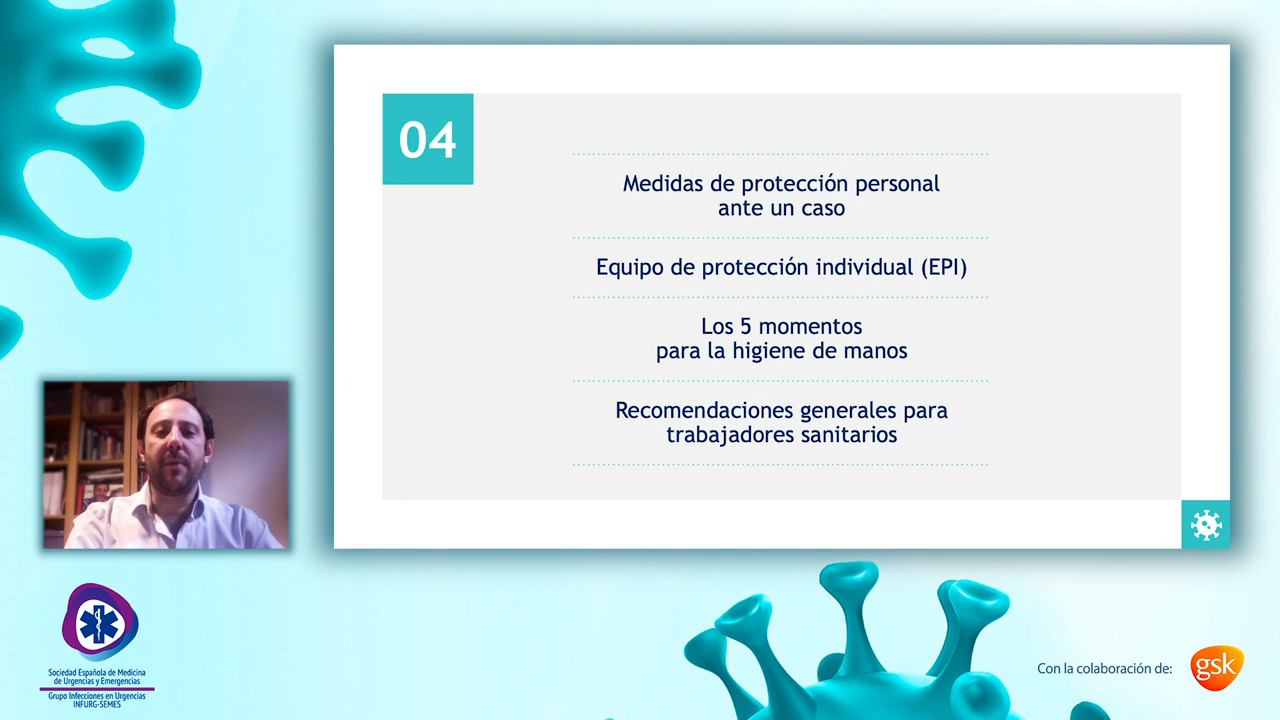 04
Medidas de protección personal
ante un caso
Equipo de protección individual (EPI)
Los 5 momentos
para la higiene de manos
Recomendaciones generales para
trabajadores sanitarios
Sociedad Española de Medicina
de Urgencias y Emergencias
Grupo Infecciones en Urgencias
INFURG-SEMES
Con la colaboración de:
gsk